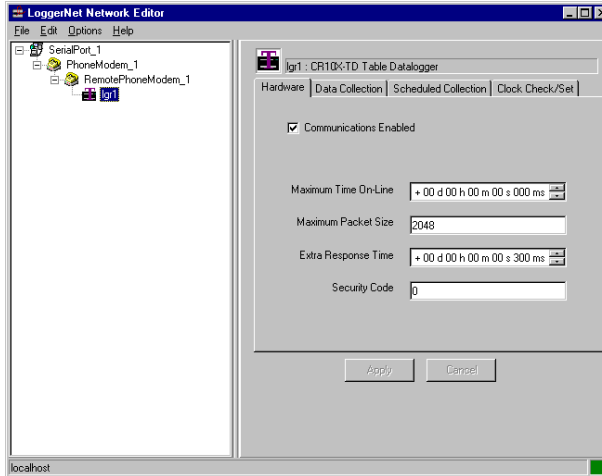 LoggerNet Network Editor
File Edit Options Help
SerialPort_1
PhoneModem_1
RemotePhoneModem_1
lgr1
lgr1 : CR10X-TD Table Datalogger
Hardware Data Collection Scheduled Collection Clock Check/Set
Communications Enabled
Maximum Time On-Line + 00 d 00 h 00 m 00 s 000 ms
Maximum Packet Size 2048
Extra Response Time + 00 d 00 h 00 m 00 s 300 ms
Security Code 0
Apply Cancel
localhost